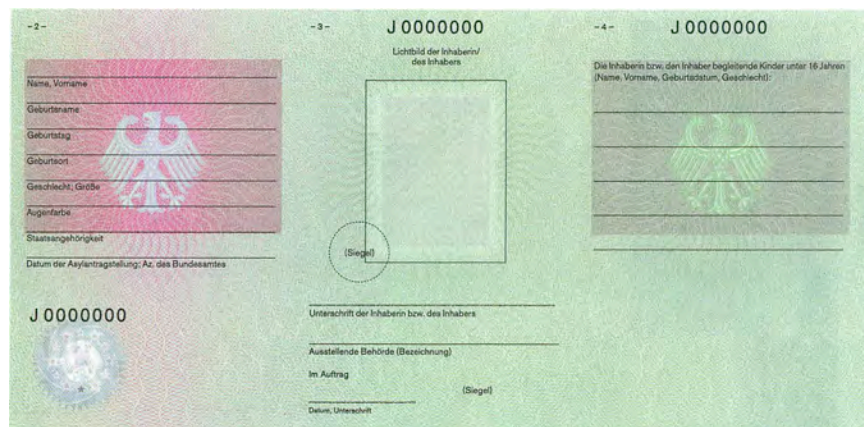 -2-
Name, Vorname
Geburtsname
Geburtstag
Geburtsort
Geschlecht; Größe
Augenfarbe
Staatsangehörigkeit
Datum der Asylantragstellung; Az. des Bundesamtes
J 0000000
-3-
J 0000000
Lichtbild der Inhaberin/
des Inhabers
(Siegel)
Unterschrift der Inhaberin bzw. des Inhabers
Ausstellende Behörde (Bezeichnung)
Im Auftrag
(Siegel)
Datum, Unterschrift
-4-
J 0000000
Die Inhaberin bzw. den Inhaber begleitende Kinder unter 16 Jahren
(Name, Vorname, Geburtsdatum, Geschlecht):